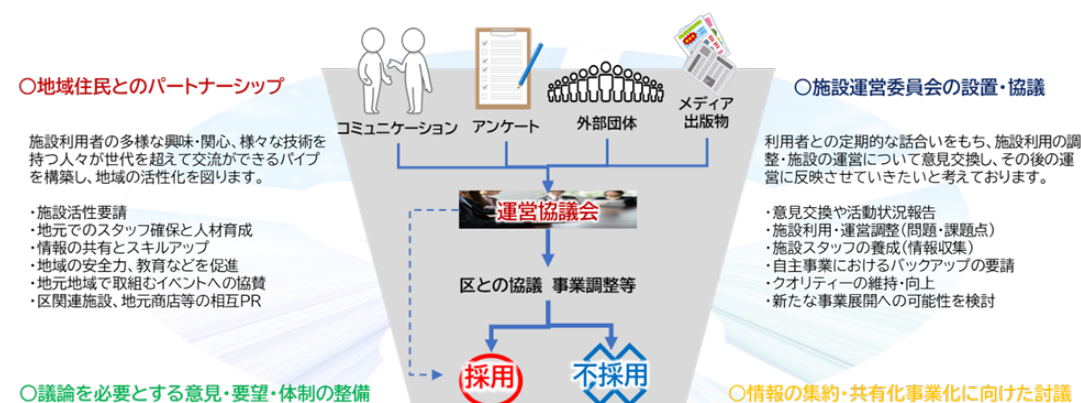 ○地域住民とのパートナーシップ
施設利用者の多様な興味・関心、様々な技術を
持つ人々が世代を超えて交流ができるパイプ
を構築し、地域の活性化を図ります。
・施設活性要請
・地元でのスタッフ確保と人材育成
・情報の共有とスキルアップ
・地域の安全力、教育などを促進
・地元地域で取組むイベントへの協賛
・区関連施設、地元商店等の相互PR
○議論を必要とする意見・要望・体制の整備
コミュニケーション
アンケート
外部団体
メディア
出版物
運営協議会
区との協議 事業調整等
採用
不採用
○施設運営委員会の設置・協議
利用者との定期的な話合いをもち、施設利用の調
整・施設の運営について意見交換し、その後の運
営に反映させていきたいと考えております。
・意見交換や活動状況報告
・施設利用・運営調整(問題・課題点)
・施設スタッフの養成(情報収集)
・自主事業におけるバックアップの要請
・クオリティーの維持・向上
・新たな事業展開への可能性を検討
○情報の集約・共有化事業化に向けた討議